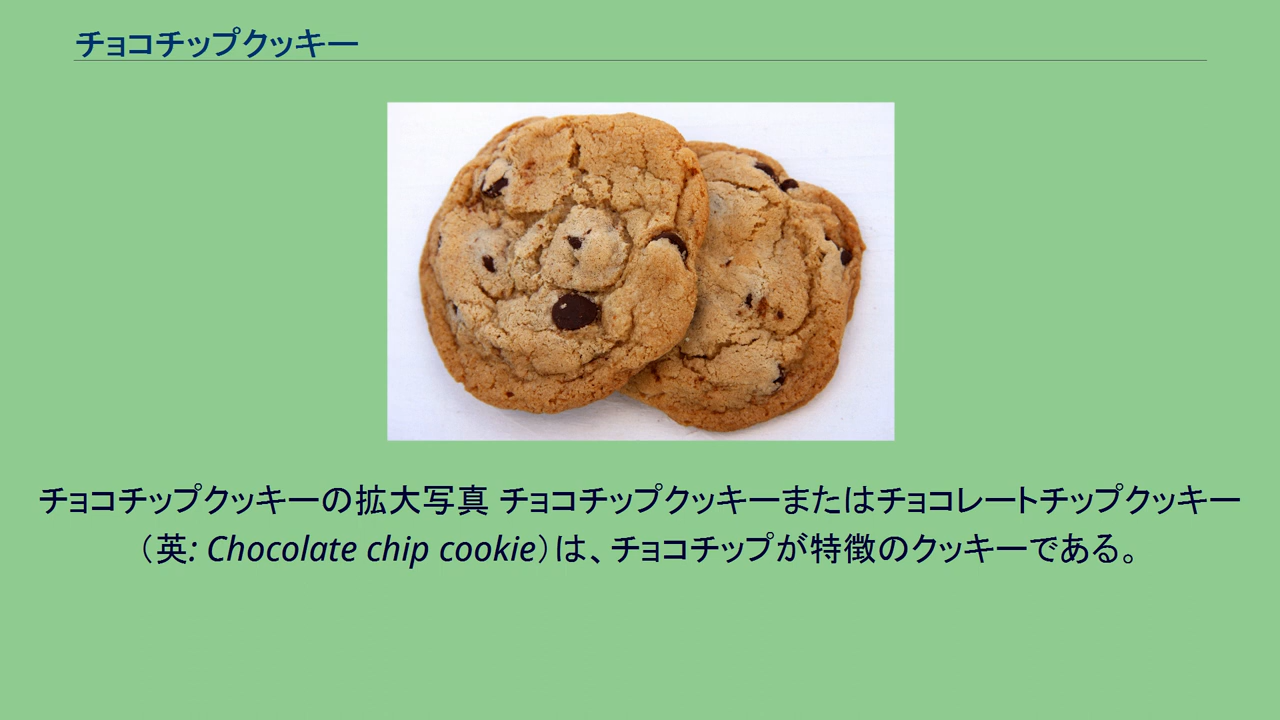 チョコチップクッキー
チョコチップクッキーの拡大写真 チョコチップクッキーまたはチョコレートチップクッキー
（英: Chocolate chip cookie）は、チョコチップが特徴のクッキーである。